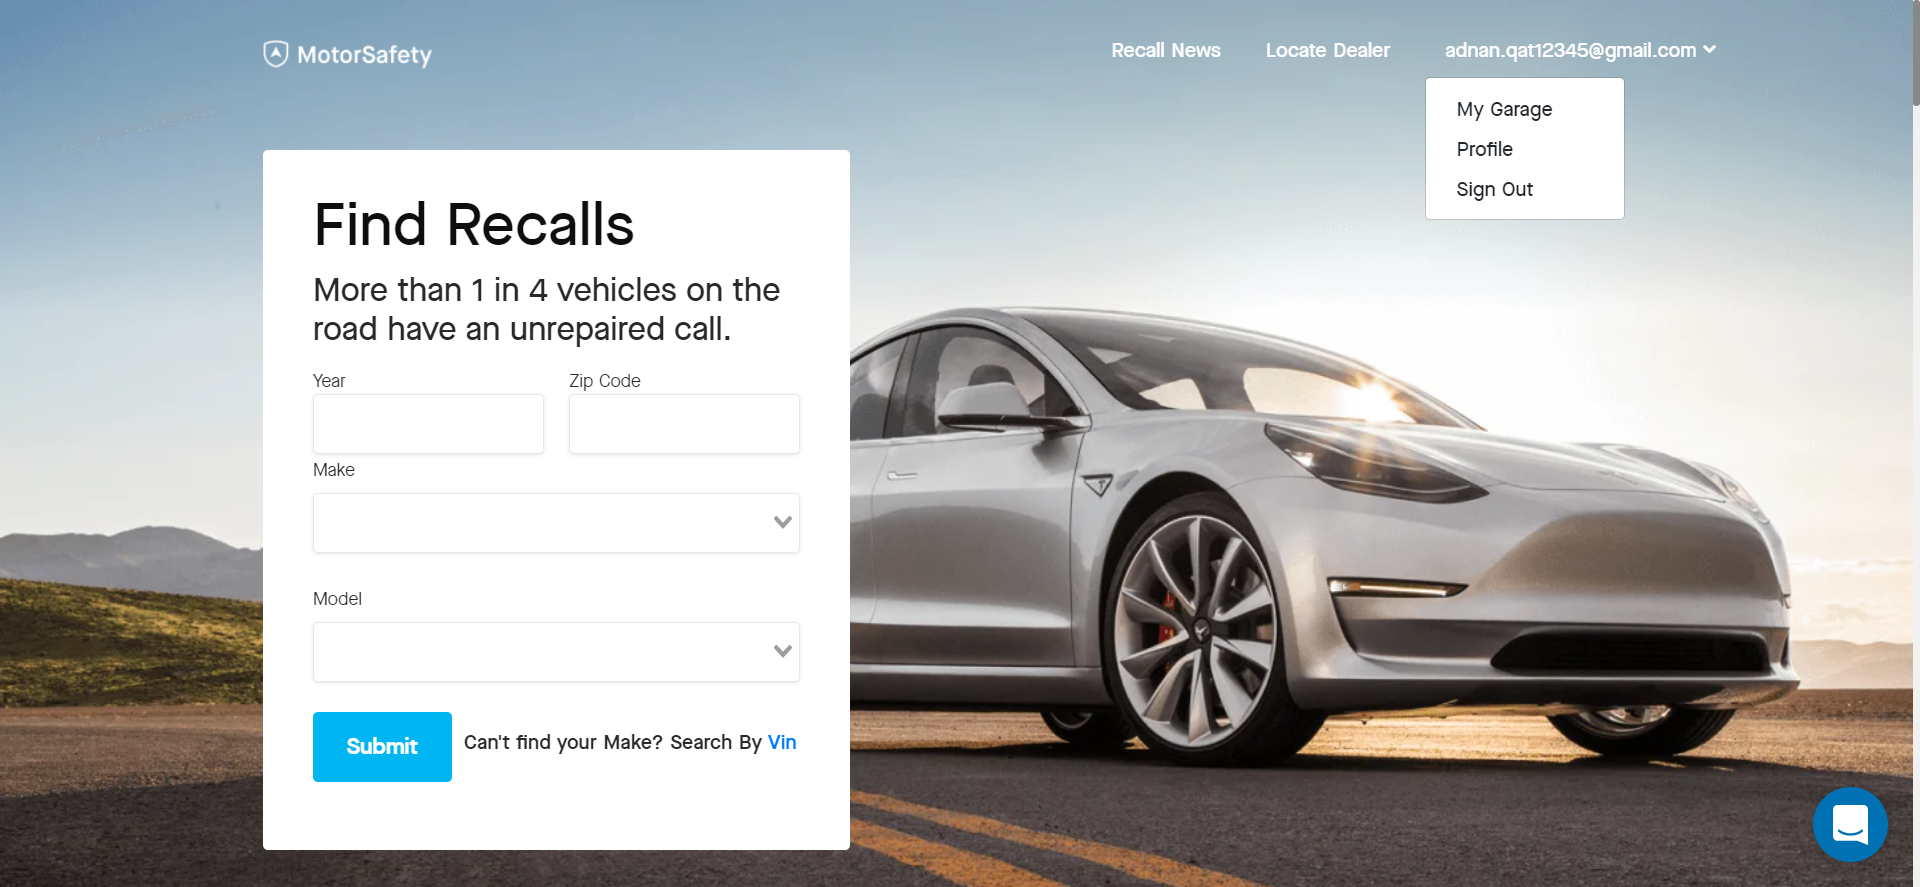 MotorSafety
Recall News
Locate Dealer
adnan.qat12345@gmail.com
My Garage
Profile
Sign Out
Find Recalls
More than 1 in 4 vehicles on the
road have an unrepaired call.
Year
Zip Code
Make
Model
Submit
Can't find your Make? Search By Vin